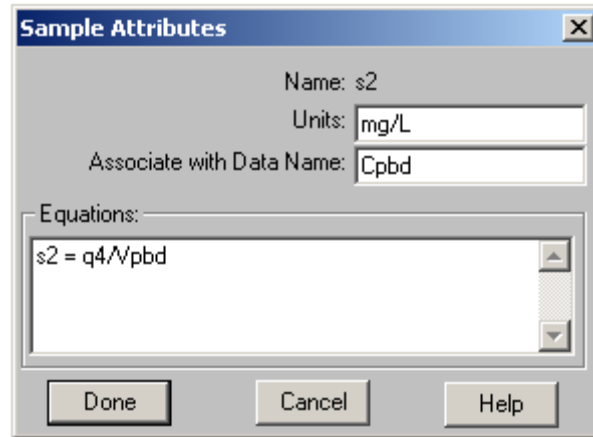 Sample Attributes
Name: s2
Units: mg/L
Associate with Data Name: Cpbd
Equations:
s2 = q4/Vpbd
Done Cancel Help